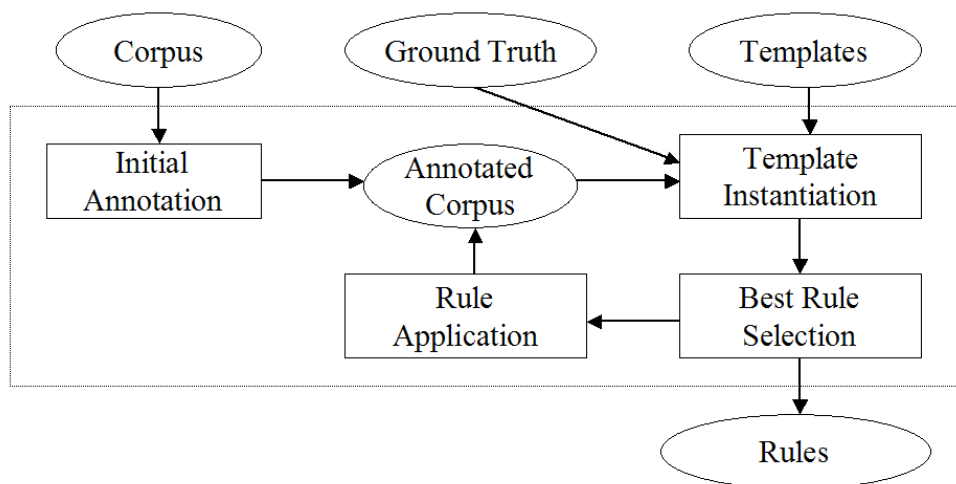 Corpus
Ground Truth
Templates
Initial
Annotation
Annotated
Corpus
Template
Instantiation
Rule
Application
Best Rule
Selection
Rules